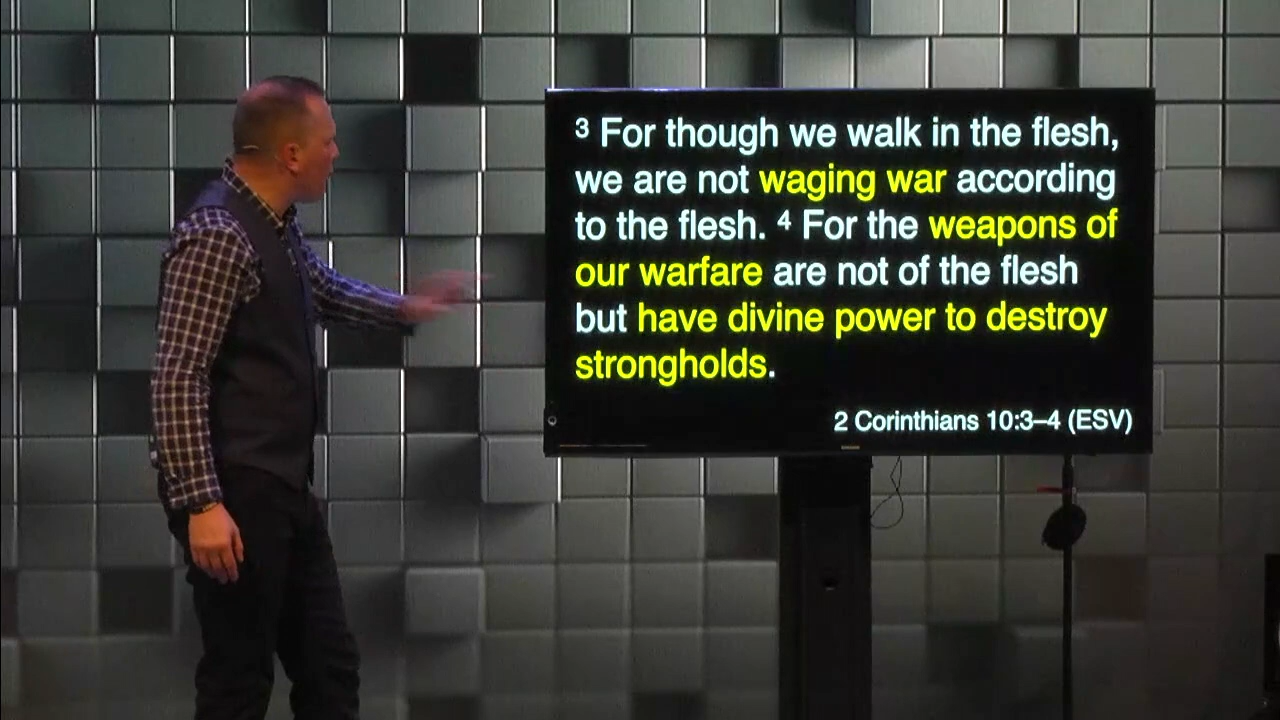 3 For though we walk in the flesh,
we are not waging war according
to the flesh. 4 For the weapons of
our warfare are not of the flesh
but have divine power to destroy
strongholds.
2 Corinthians 10:3–4 (ESV)